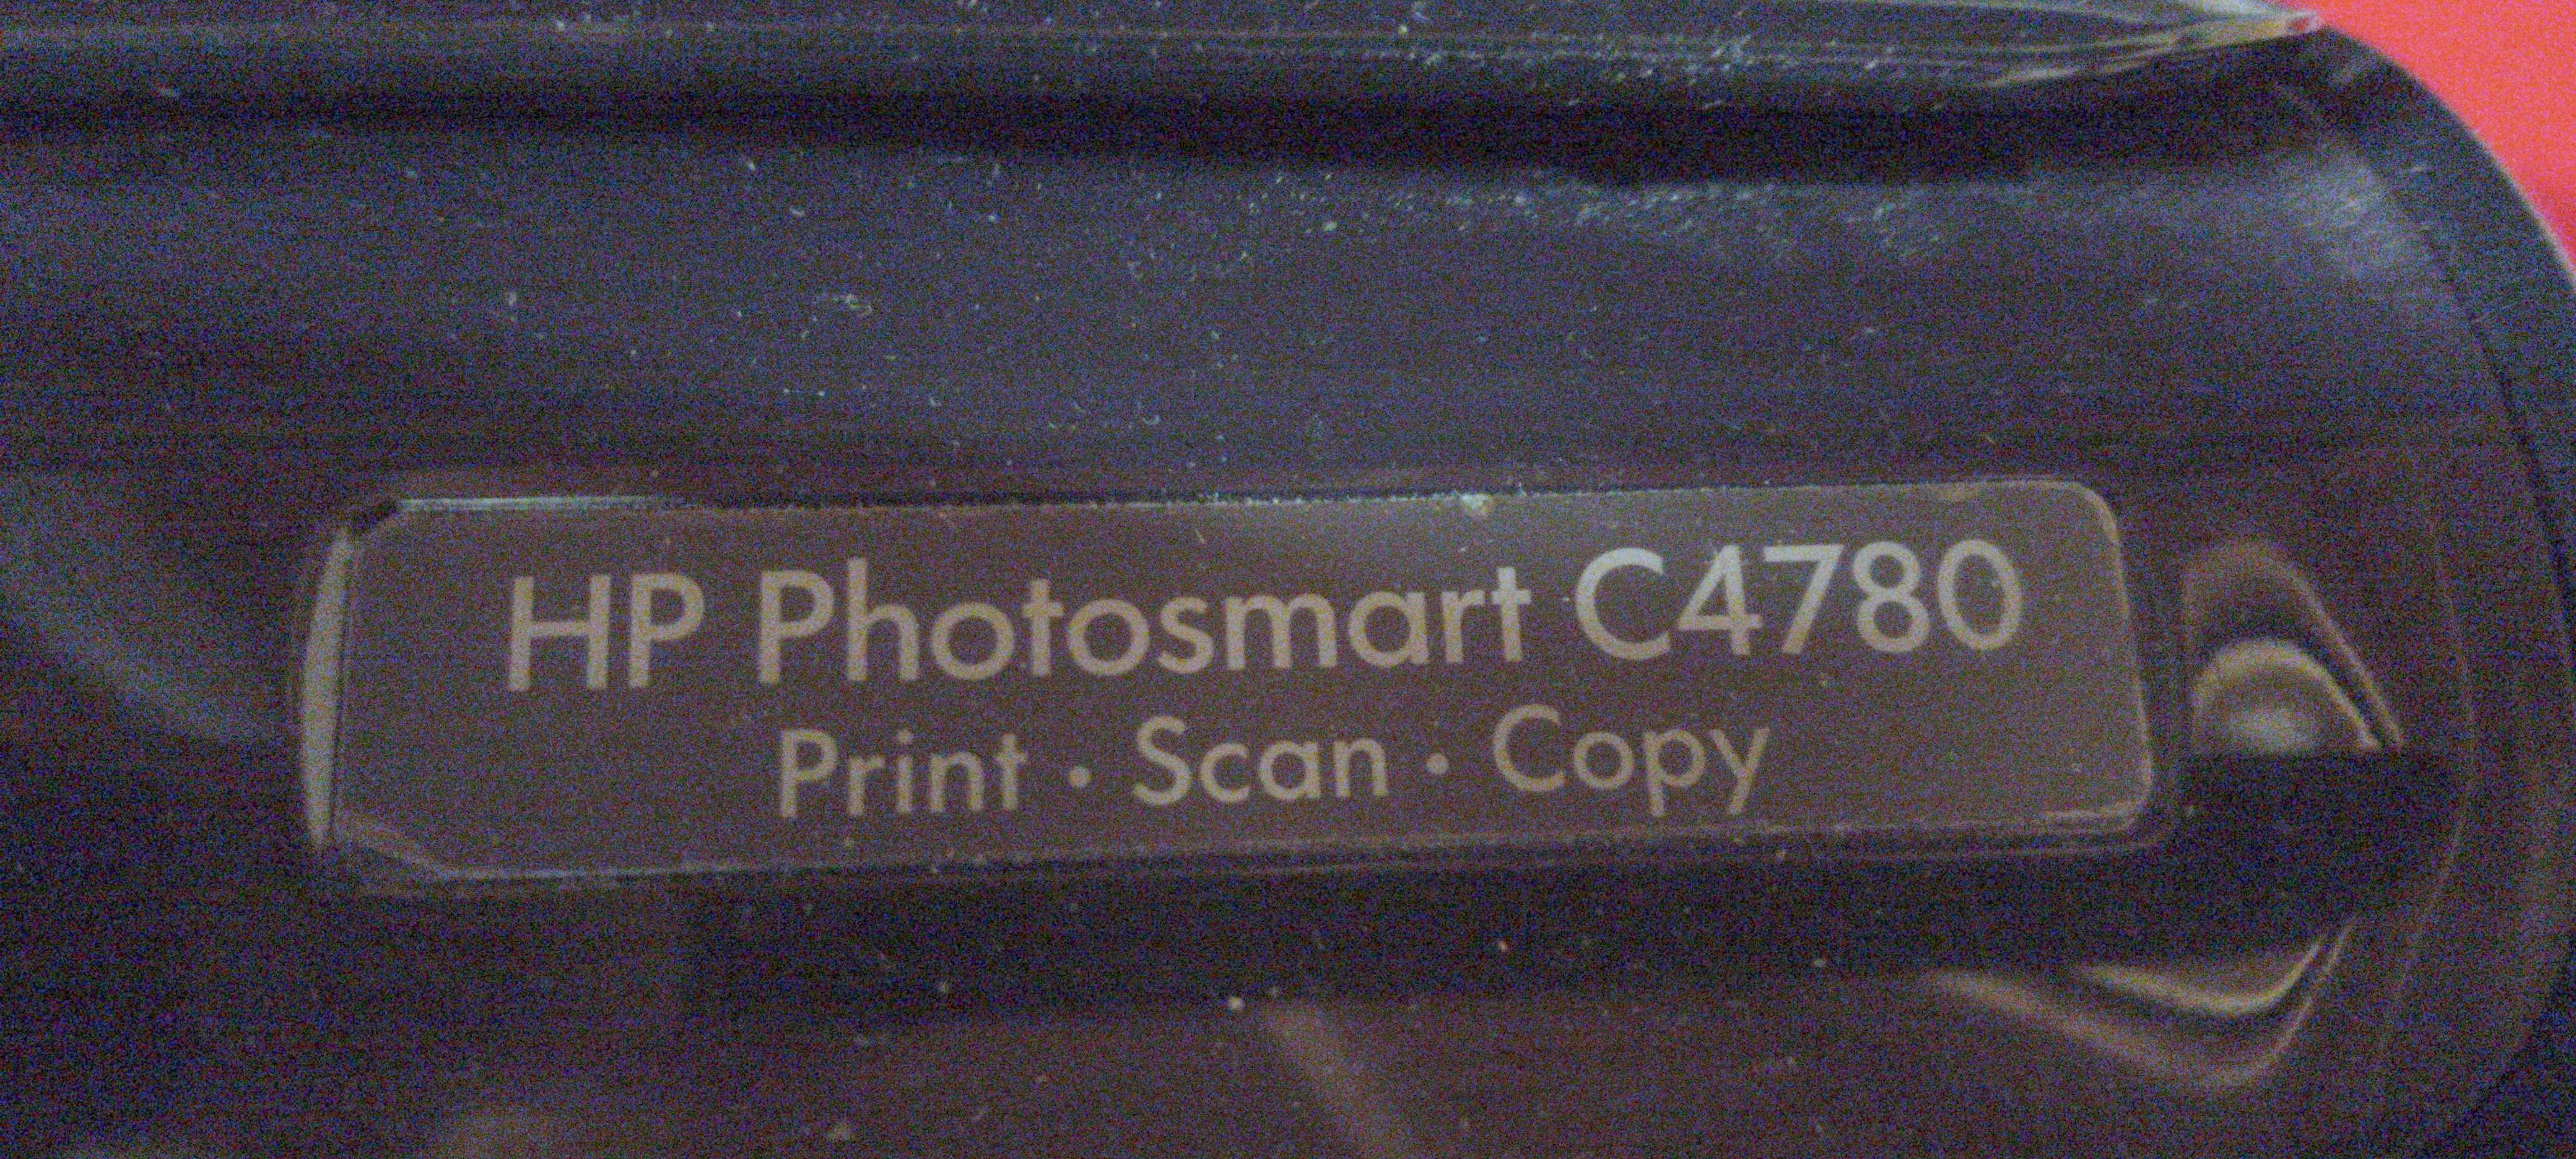 HP Photosmart C4780
Print • Scan • Copy